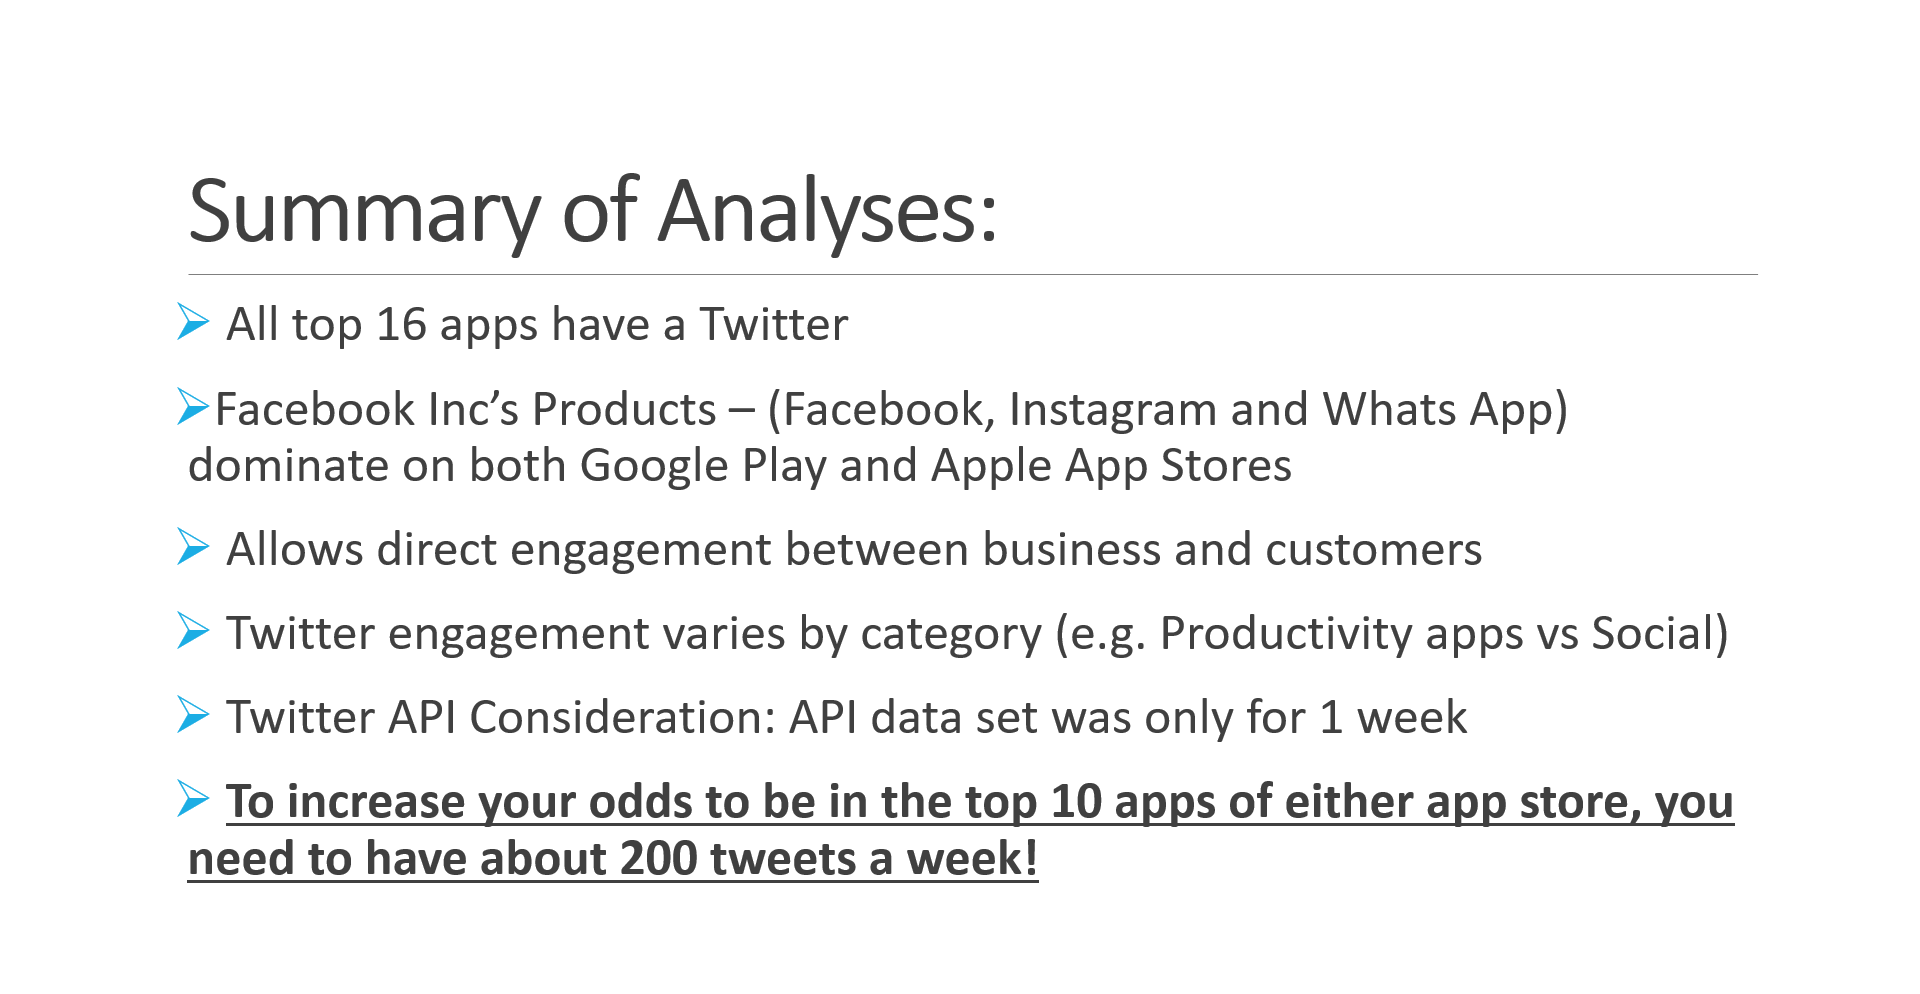 Summary of Analyses:
All top 16 apps have a Twitter
Facebook Inc’s Products – (Facebook, Instagram and Whats App)
dominate on both Google Play and Apple App Stores
Allows direct engagement between business and customers
Twitter engagement varies by category (e.g. Productivity apps vs Social)
Twitter API Consideration: API data set was only for 1 week
To increase your odds to be in the top 10 apps of either app store, you
need to have about 200 tweets a week!